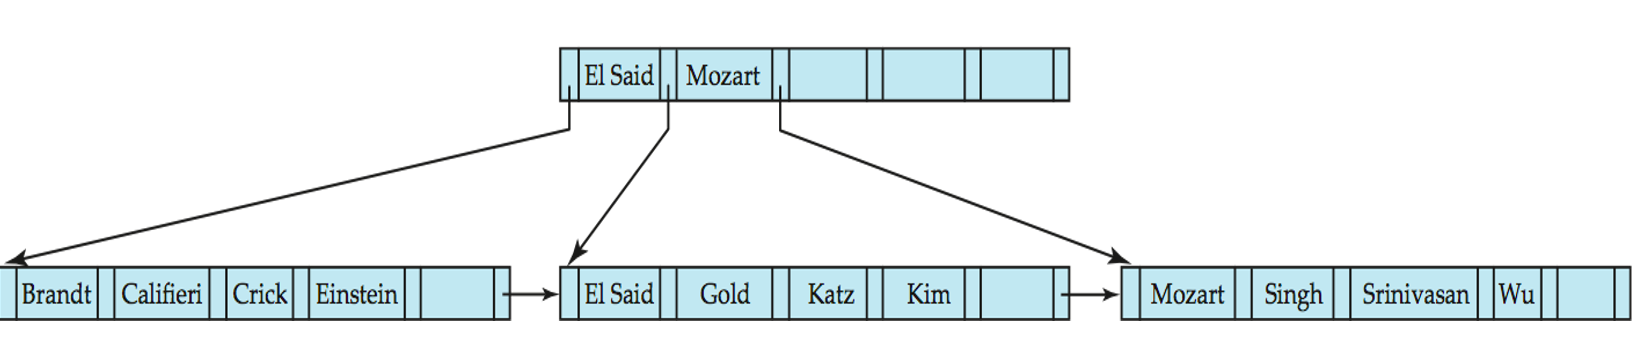 El Said Mozart
Brandt Califieri Crick Einstein El Said Gold Katz Kim Mozart Singh Srinivasan Wu